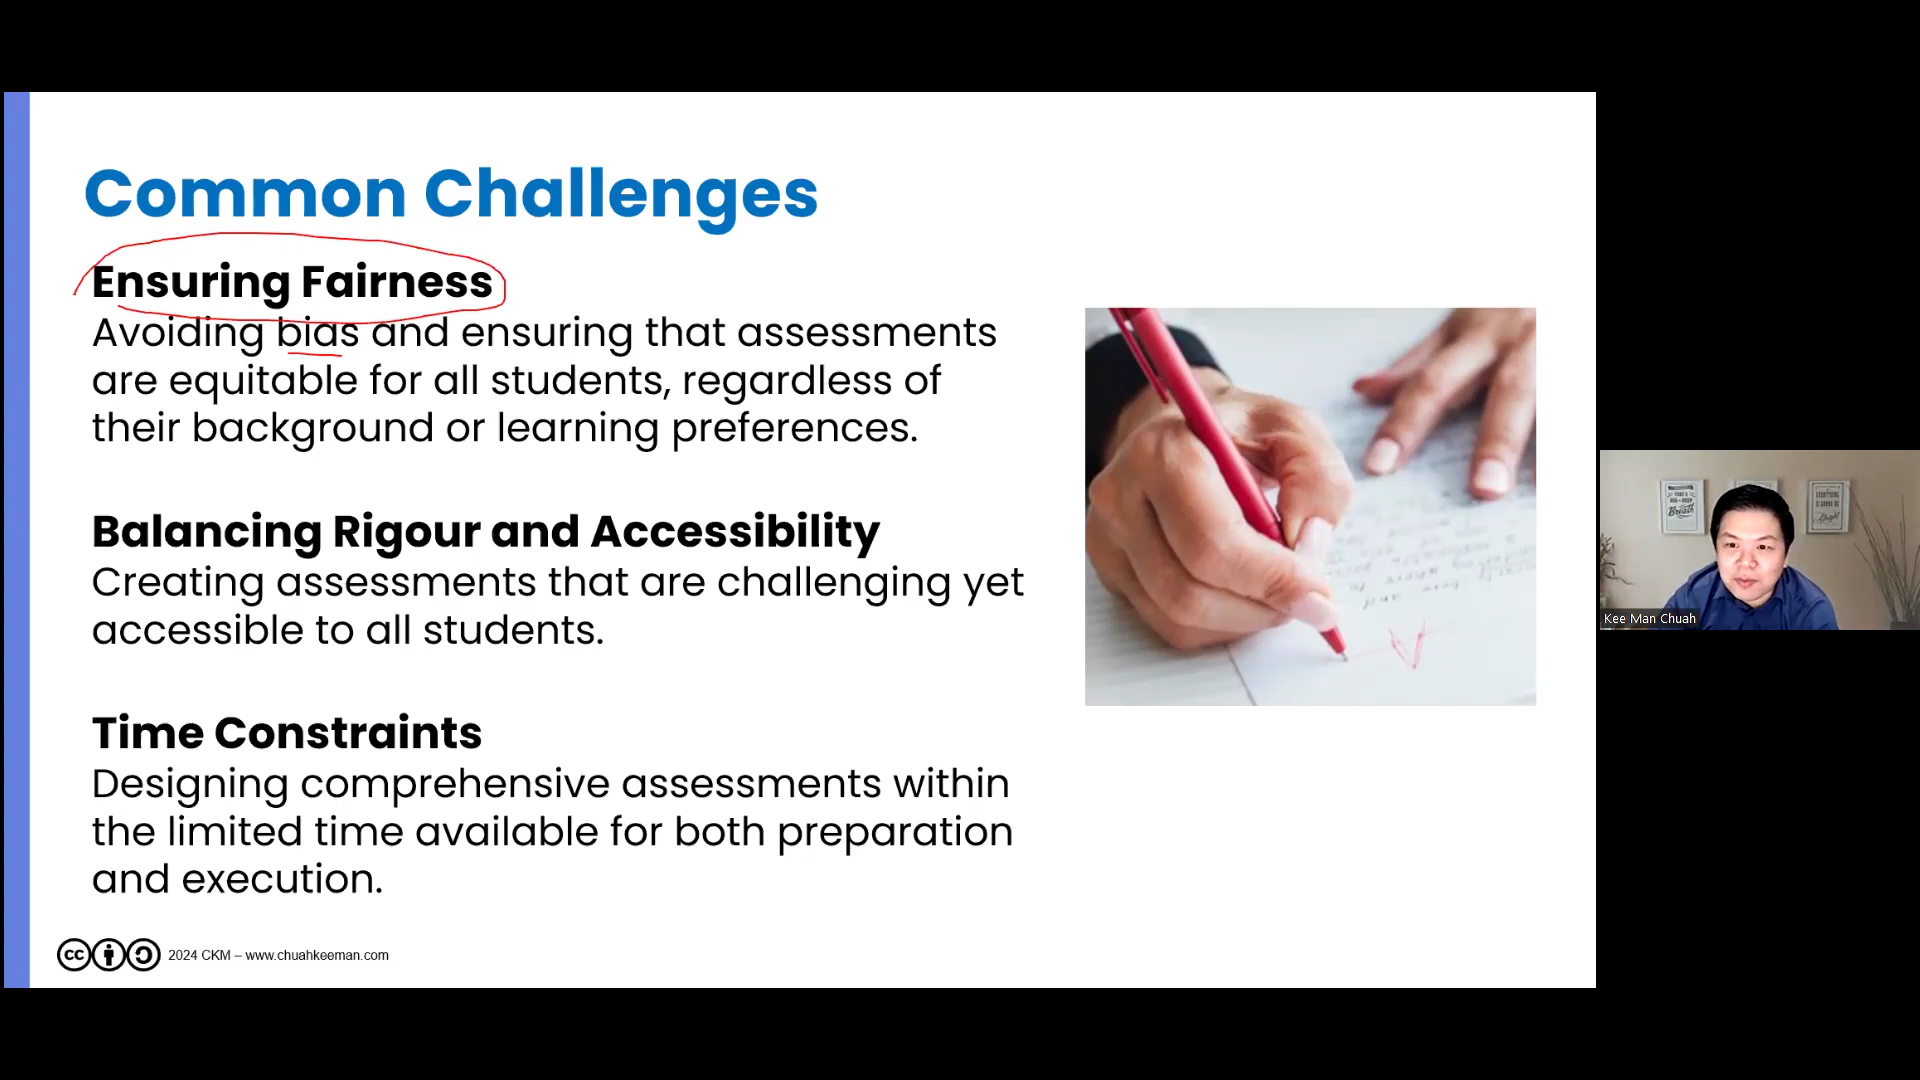 Common Challenges
Ensuring Fairness
Avoiding bias and ensuring that assessments
are equitable for all students, regardless of
their background or learning preferences.
Balancing Rigour and Accessibility
Creating assessments that are challenging yet
accessible to all students.
Time Constraints
Designing comprehensive assessments within
the limited time available for both preparation
and execution.
cc
2024 CKM – www.chuahkeeman.com
A
Breath
Kee Man Chuah